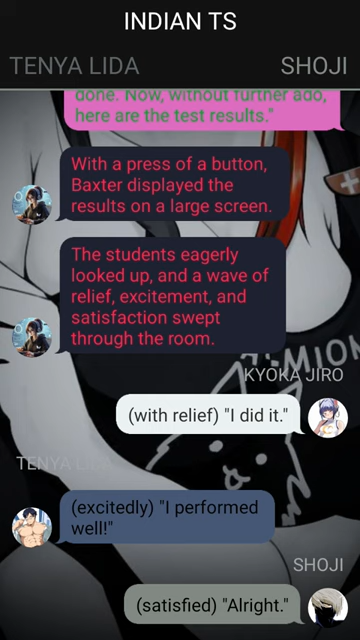 INDIAN TS
TENYA LIDA
SHOJI
done. Now, without further ado,
here are the test results."
With a press of a button,
Baxter displayed the
results on a large screen.
The students eagerly
looked up, and a wave of
relief, excitement, and
satisfaction swept
through the room.
KYOKA JIRO
(with relief) "I did it."
TENYA LIDA
(excitedly) "I performed
well!"
SHOJI
(satisfied) "Alright."